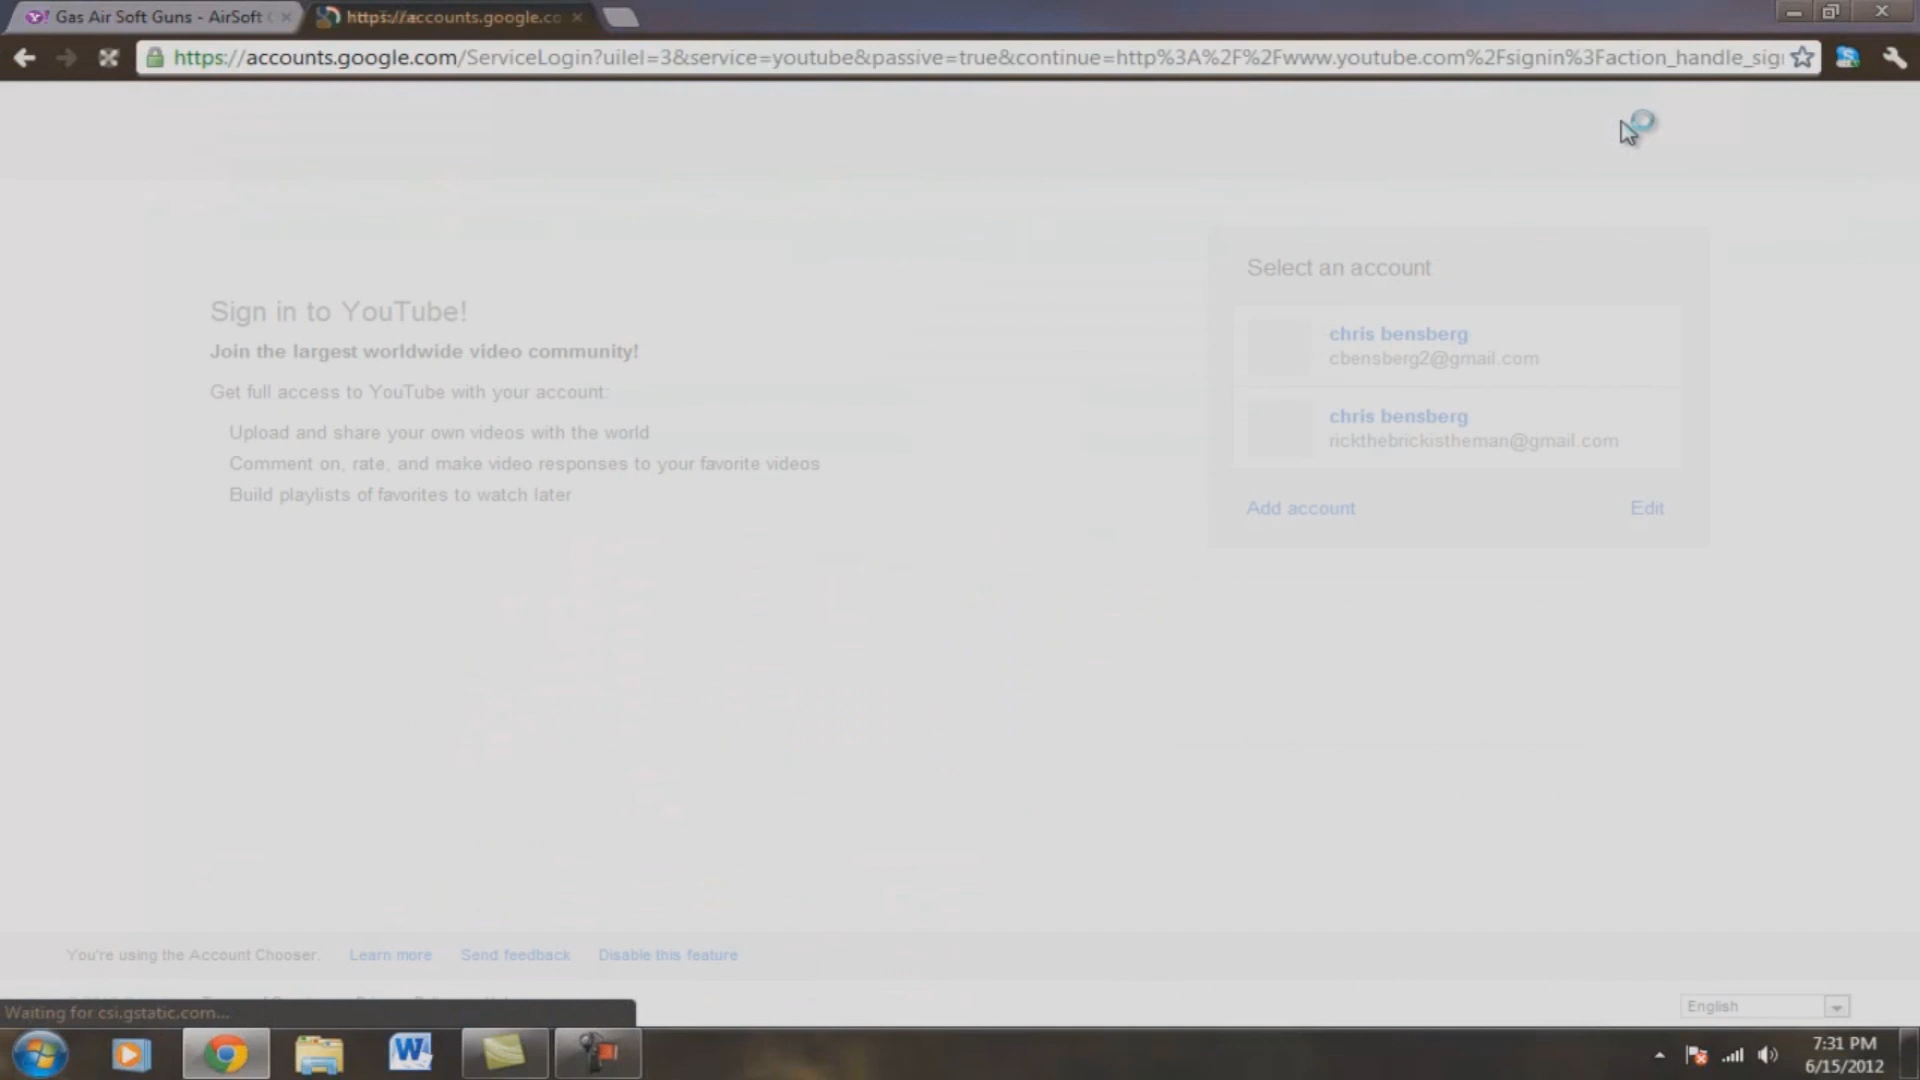 Gas Air Soft Guns - AirSoft
https://accounts.google.co
https://accounts.google.com/ServiceLogin?uilel=3&service=youtube&passive=true&continue=http%3A%2F%2Fwww.youtube.com%2Fsignin%3Faction_handle_sig
Select an account
Sign in to YouTube!
chris bensberg
Join the largest worldwide video community!
cbensberg2@gmail.com
Get full access to YouTube with your account:
chris bensberg
Upload and share your own videos with the world
rickthebrickistheman@gmail.com
Comment on, rate, and make video responses to your favorite videos
Build playlists of favorites to watch later
Add account
Edit
You're using the Account Chooser.
Learn more
Send feedback
Disable this feature
Waiting for csi.gstatic.com...
English
7:31 PM
6/15/2012